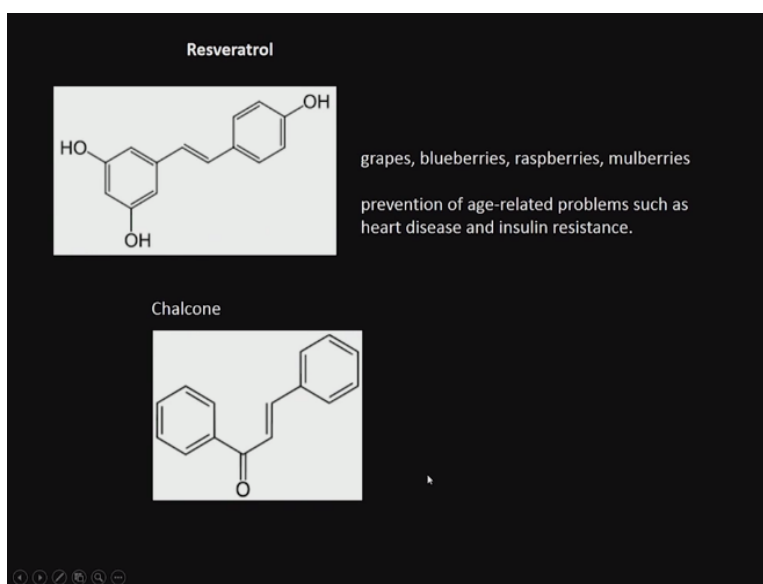 Resveratrol
OH
HO
OH
grapes, blueberries, raspberries, mulberries
prevention of age-related problems such as
heart disease and insulin resistance.
Chalcone
O